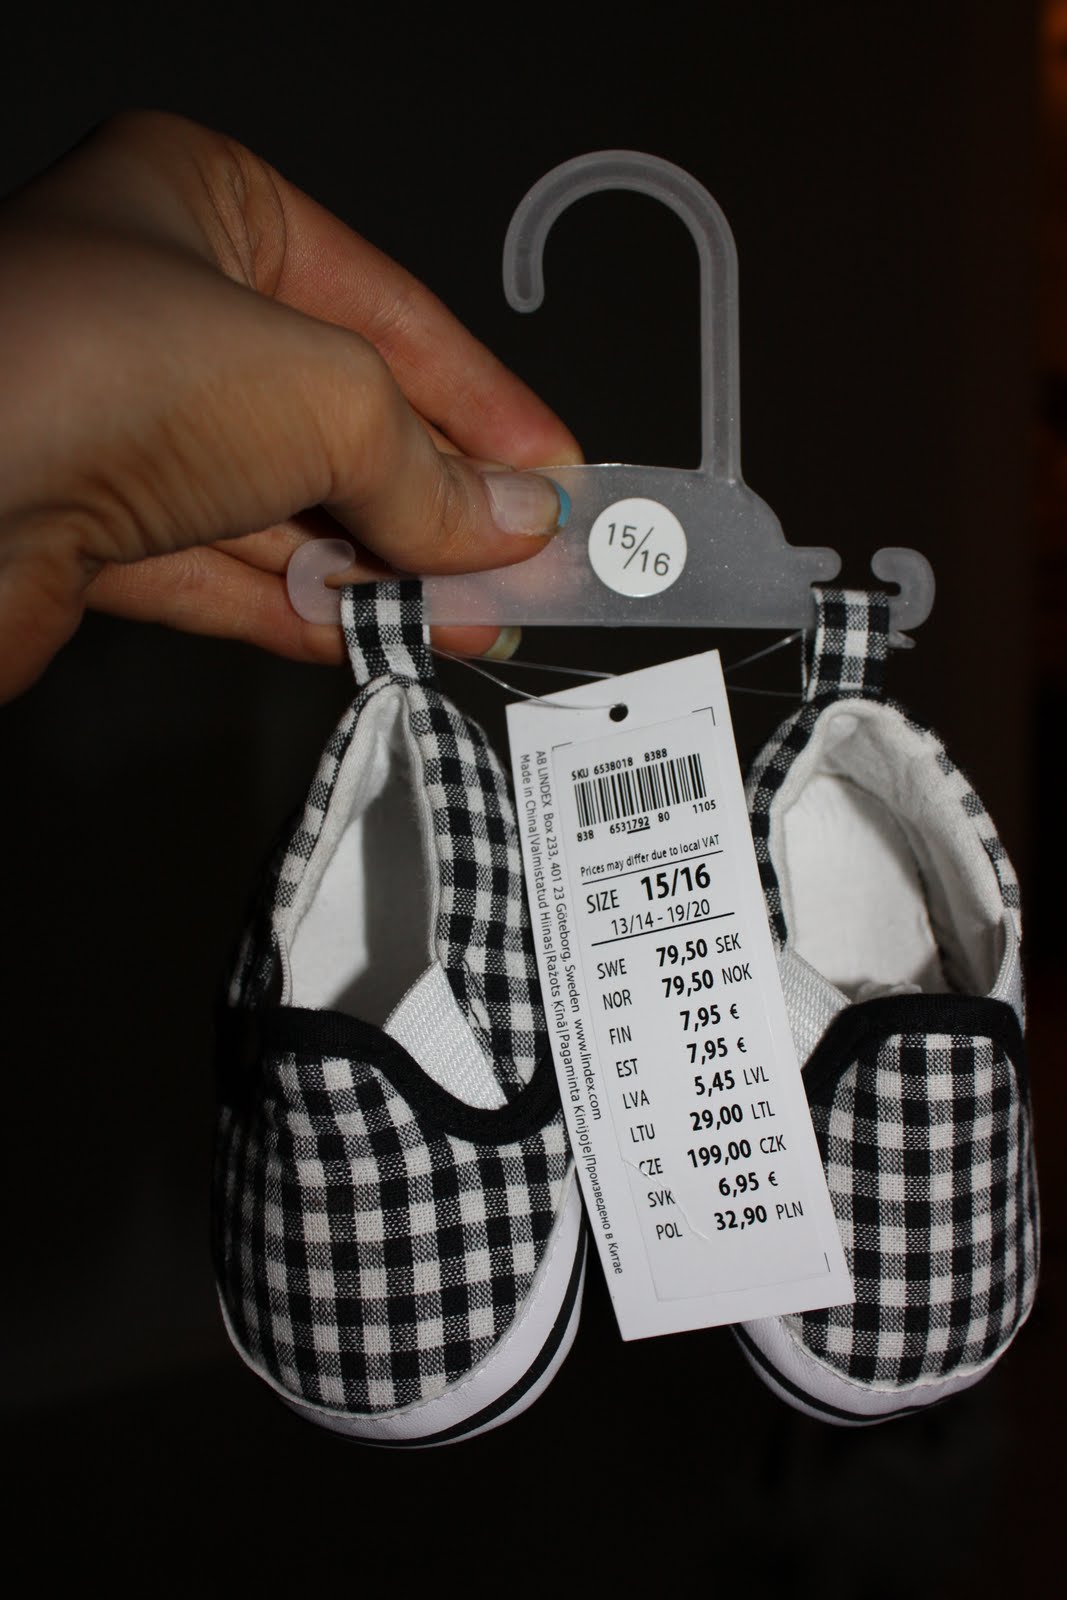 15/16
SKU 6538018 8388
838 6531792 80 1105
Prices may differ due to local VAT
SIZE 15/16
13/14 - 19/20
SWE 79,50 SEK
NOR 79,50 NOK
FIN 7,95 €
EST 7,95 €
LVA 5,45 LVL
LTU 29,00 LTL
CZE 199,00 CZK
SVK 6,95 €
POL 32,90 PLN
AB LINDEX Box 233, 401 23 Göteborg, Sweden www.lindex.com
Made in China|Valmistatud Hiinas|Ražots Ķīnā|Pagaminta Kinijoje|Произведено в Китае